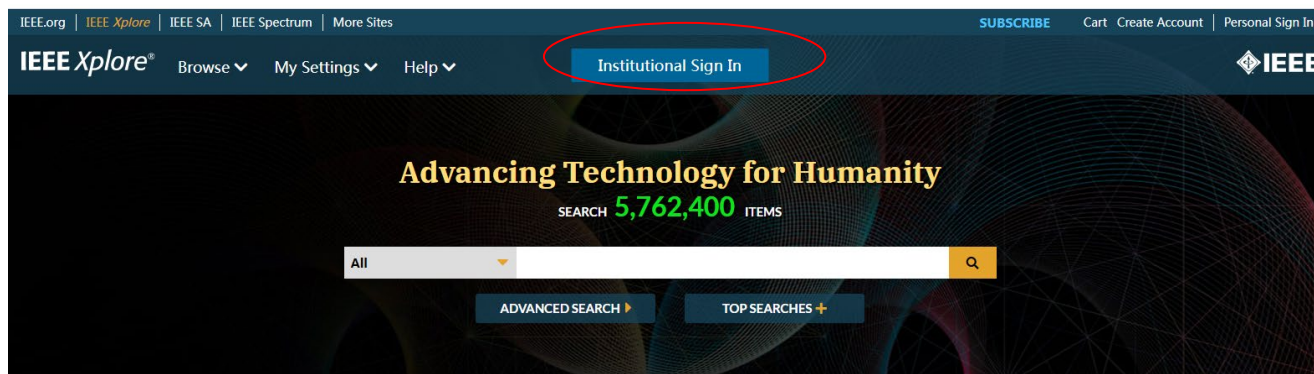 IEEE.org | IEEE Xplore | IEEE SA | IEEE Spectrum | More Sites SUBSCRIBE Cart Create Account | Personal Sign In
IEEE Xplore® Browse My Settings Help Institutional Sign In IEEE
Advancing Technology for Humanity
SEARCH 5,762,400 ITEMS
All
ADVANCED SEARCH TOP SEARCHES +